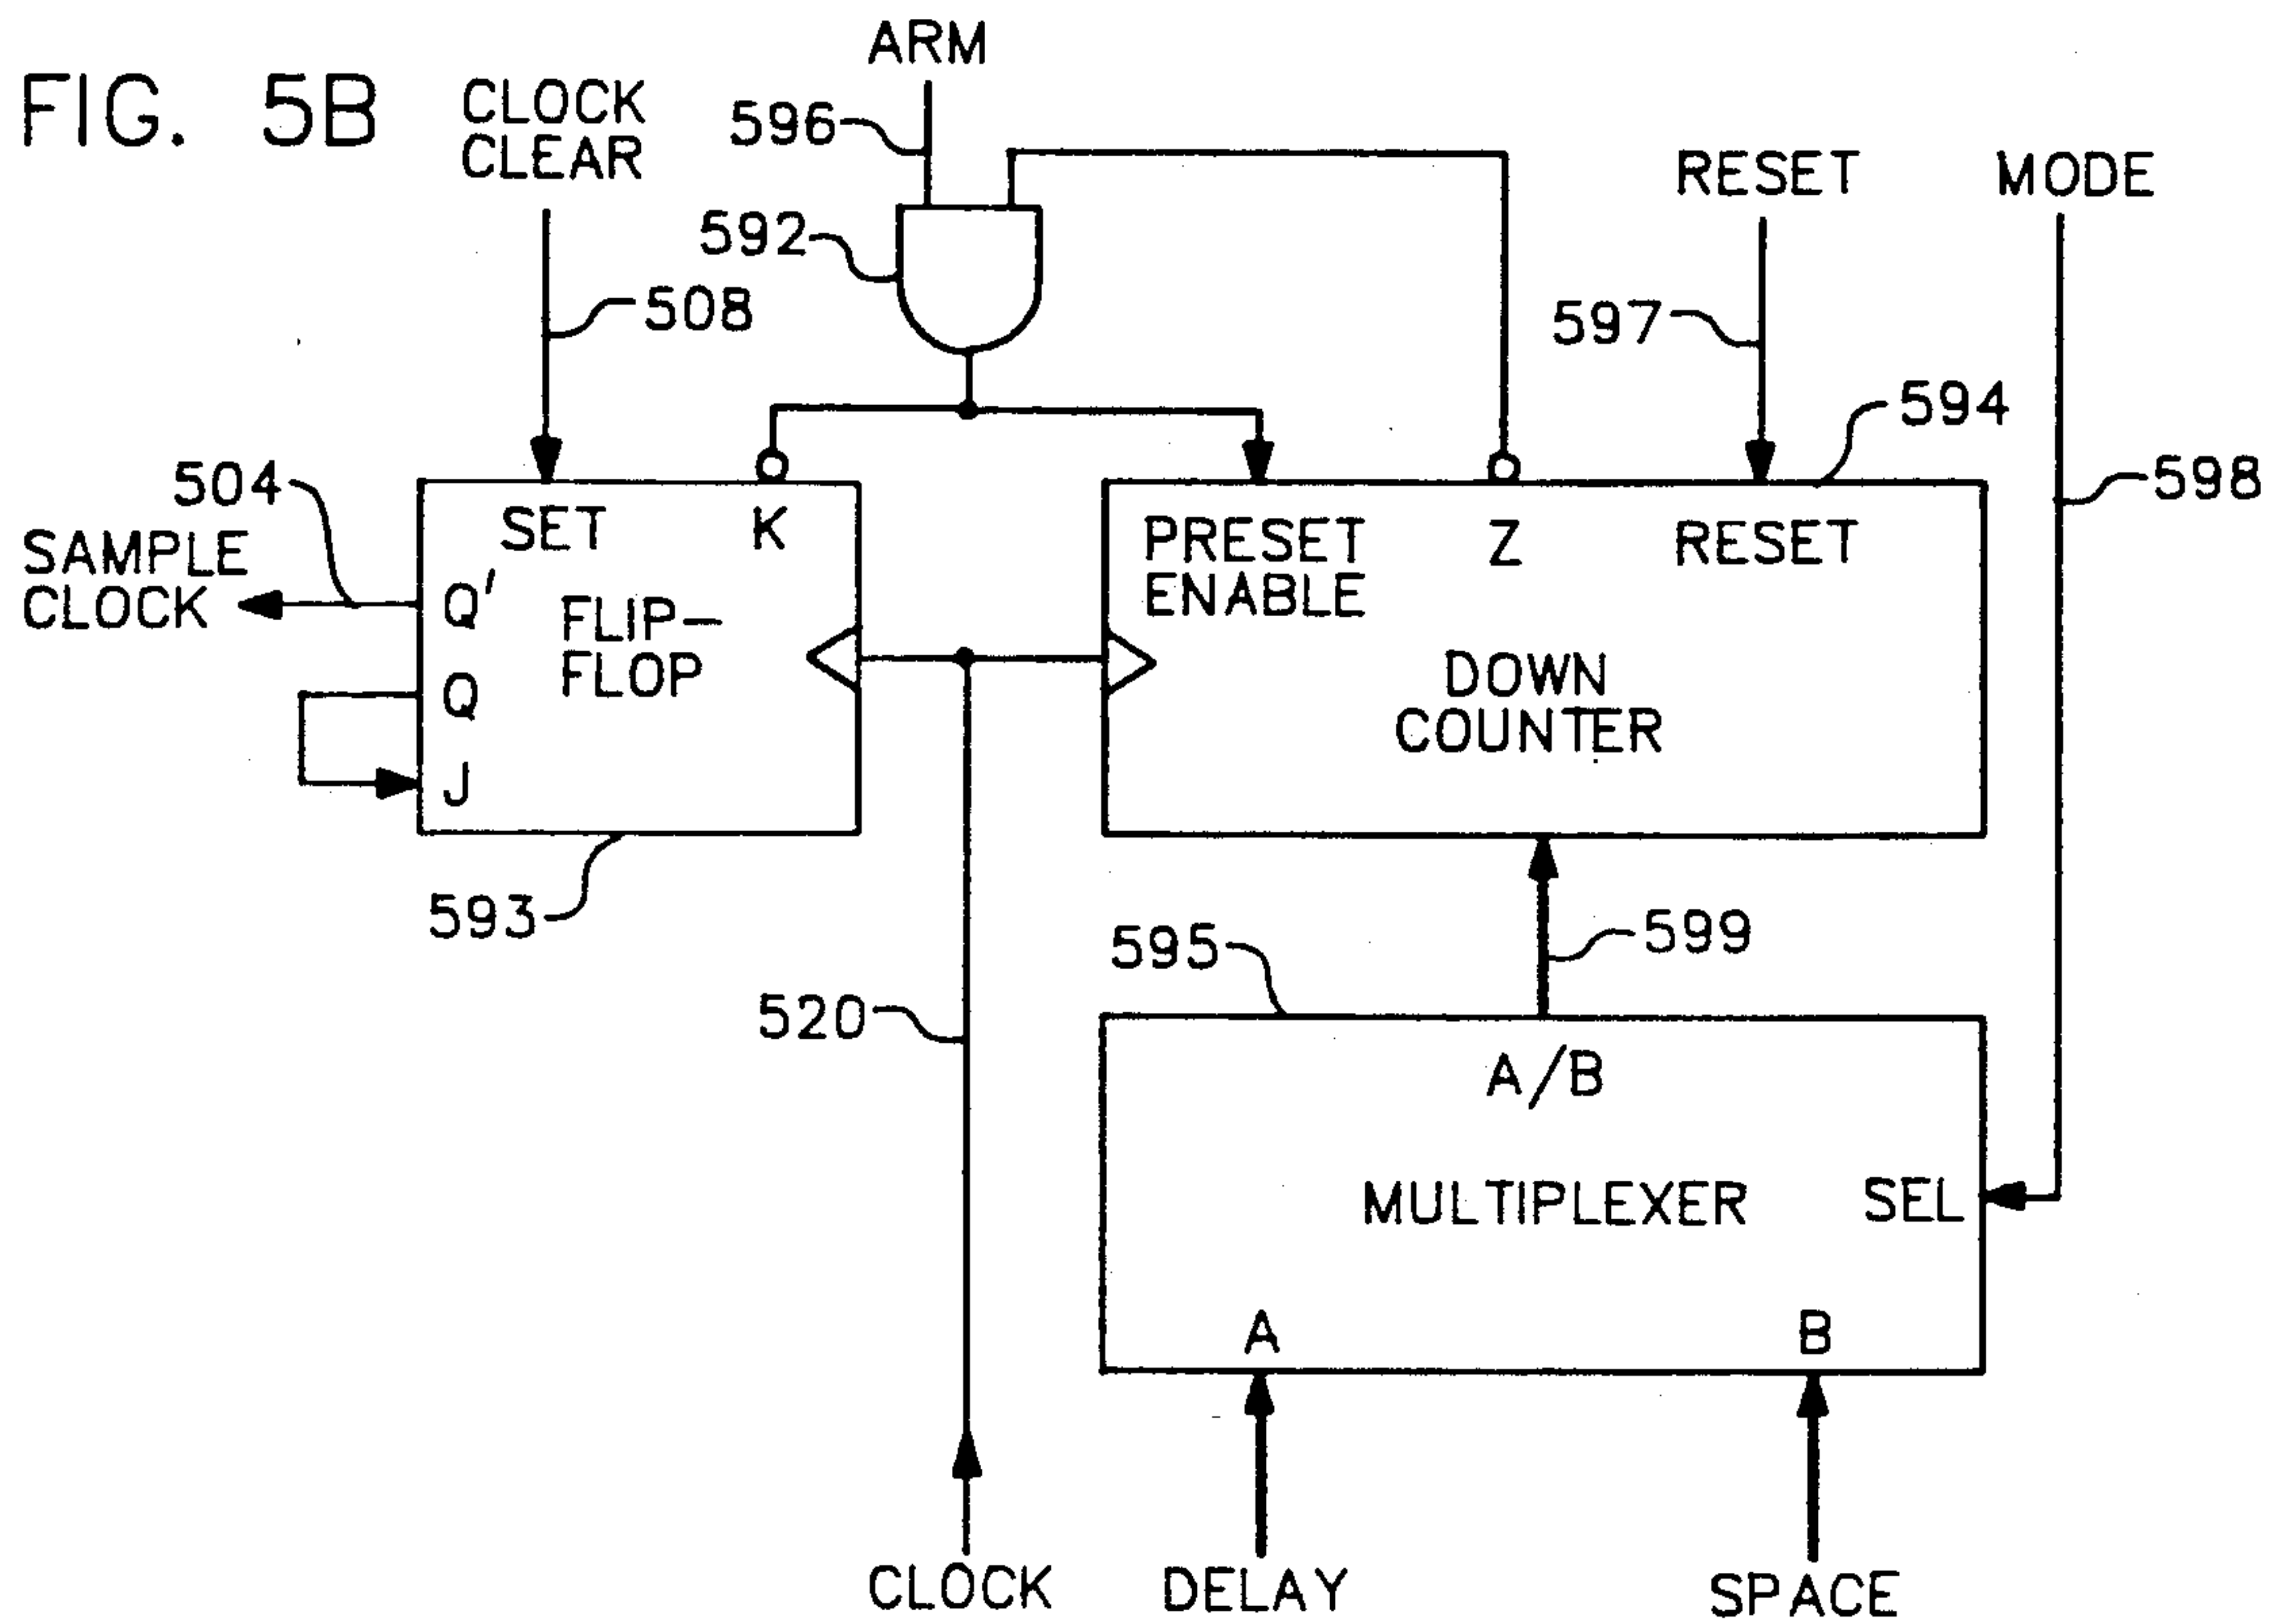 FIG. 5B
CLOCK
CLEAR
ARM
596
592
508
RESET
MODE
597
594
598
504
SAMPLE
CLOCK
SET
K
Q'
FLIP-
FLOP
Q
J
593
PRESET
ENABLE
Z
RESET
DOWN
COUNTER
599
595
520
A/B
MULTIPLEXER
SEL
A
B
CLOCK
DELAY
SPACE